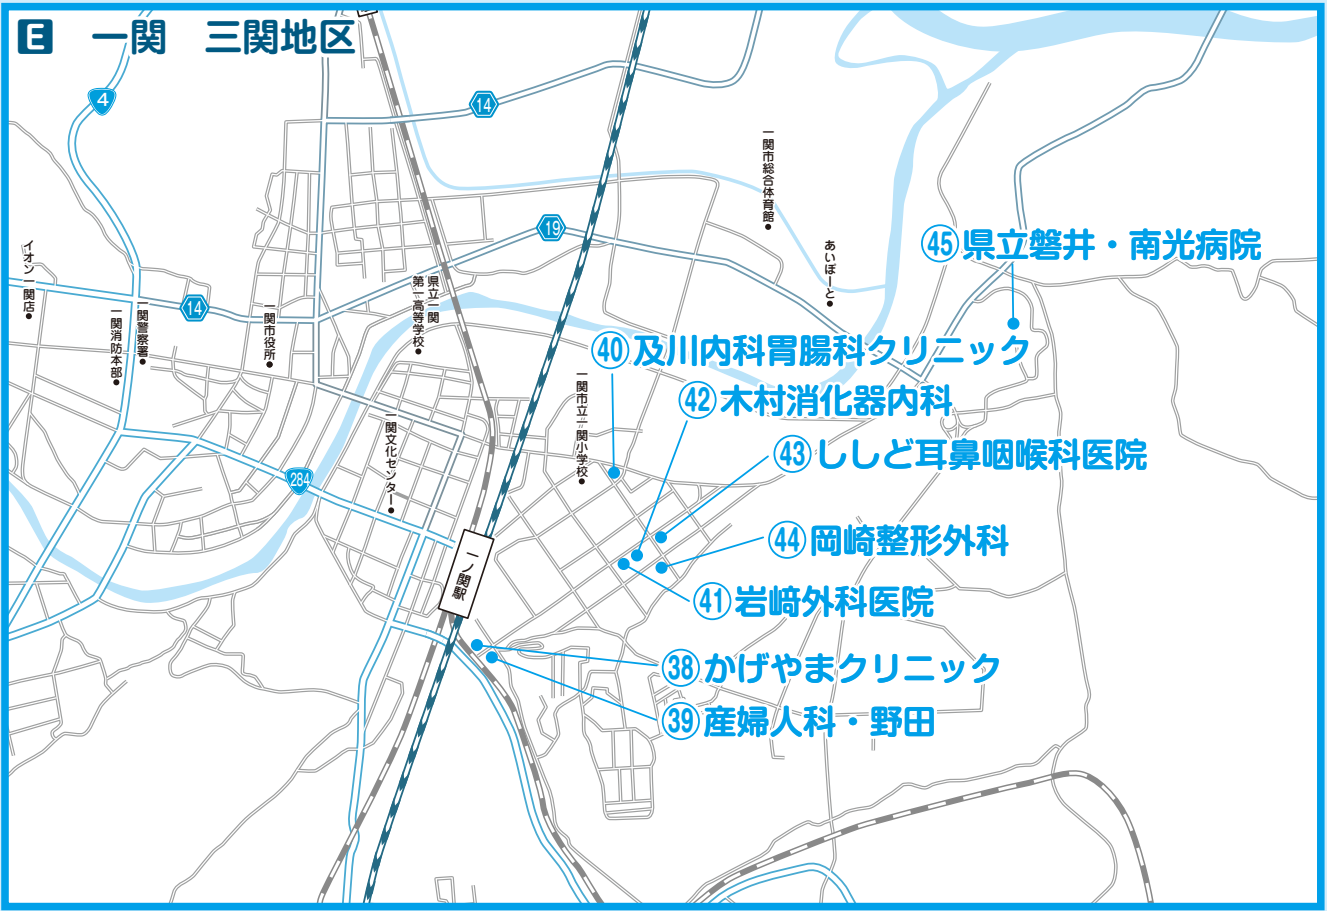 E 一関 三関地区
4
14
一関市総合体育館
19
㊺県立磐井・南光病院
イオン一関店
あいぽーと
県立一関
第一高等学校
14
一関警察署
一関消防本部
一関市役所
㊵及川内科胃腸科クリニック
一関市立一関小学校
㊷木村消化器内科
一関文化センター
㊸ししど耳鼻咽喉科医院
284
㊹岡崎整形外科
一ノ関駅
㊶岩﨑外科医院
㊳かげやまクリニック
㊴産婦人科・野田